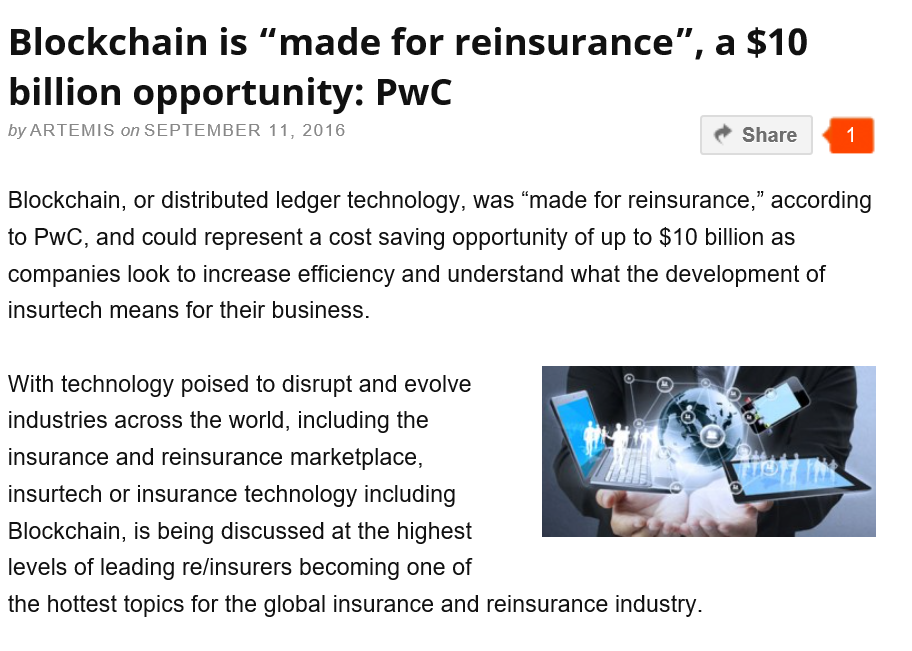 Blockchain is “made for reinsurance”, a $10
billion opportunity: PwC
by ARTEMIS on SEPTEMBER 11, 2016
Share
1
Blockchain, or distributed ledger technology, was “made for reinsurance,” according
to PwC, and could represent a cost saving opportunity of up to $10 billion as
companies look to increase efficiency and understand what the development of
insurtech means for their business.
With technology poised to disrupt and evolve
industries across the world, including the
insurance and reinsurance marketplace,
insurtech or insurance technology including
Blockchain, is being discussed at the highest
levels of leading re/insurers becoming one of
the hottest topics for the global insurance and reinsurance industry.